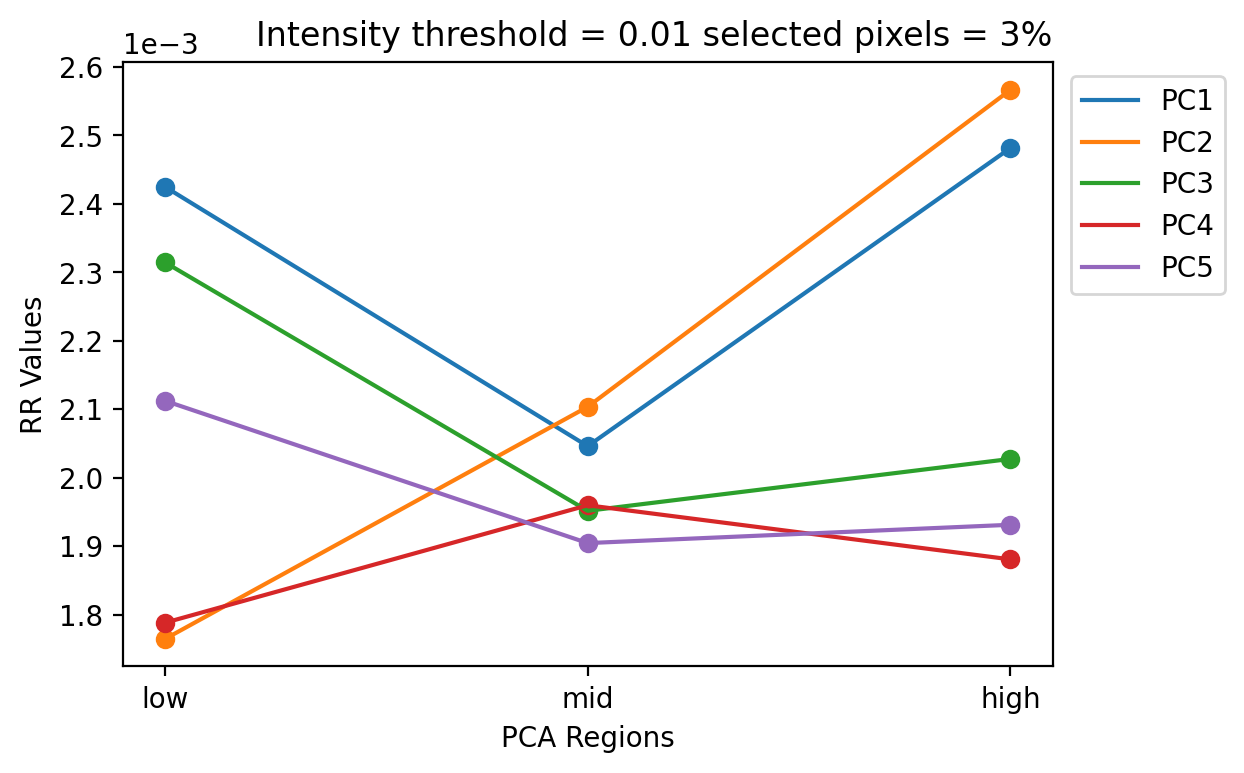 Intensity threshold = 0.01 selected pixels = 3%
1e−3
2.6
2.5
2.4
2.3
2.2
2.1
2.0
1.9
1.8
RR Values
low
mid
high
PCA Regions
PC1
PC2
PC3
PC4
PC5